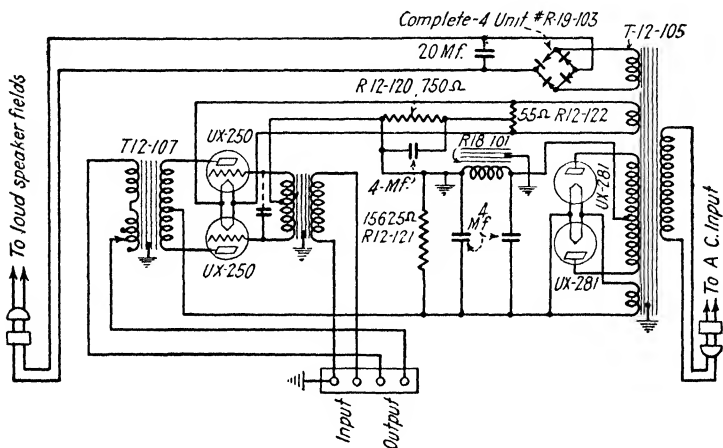 Complete-4 Unit #R-19-103
T-12-105
20 Mf.
R 12-120, 750Ω
55Ω R12-122
To loud speaker fields
T12-107
UX-250
R18 101
4-Mf.
UX-281
15625Ω
R12-121
4
Mf
UX-250
UX-281
To A C. Input
Input
Output